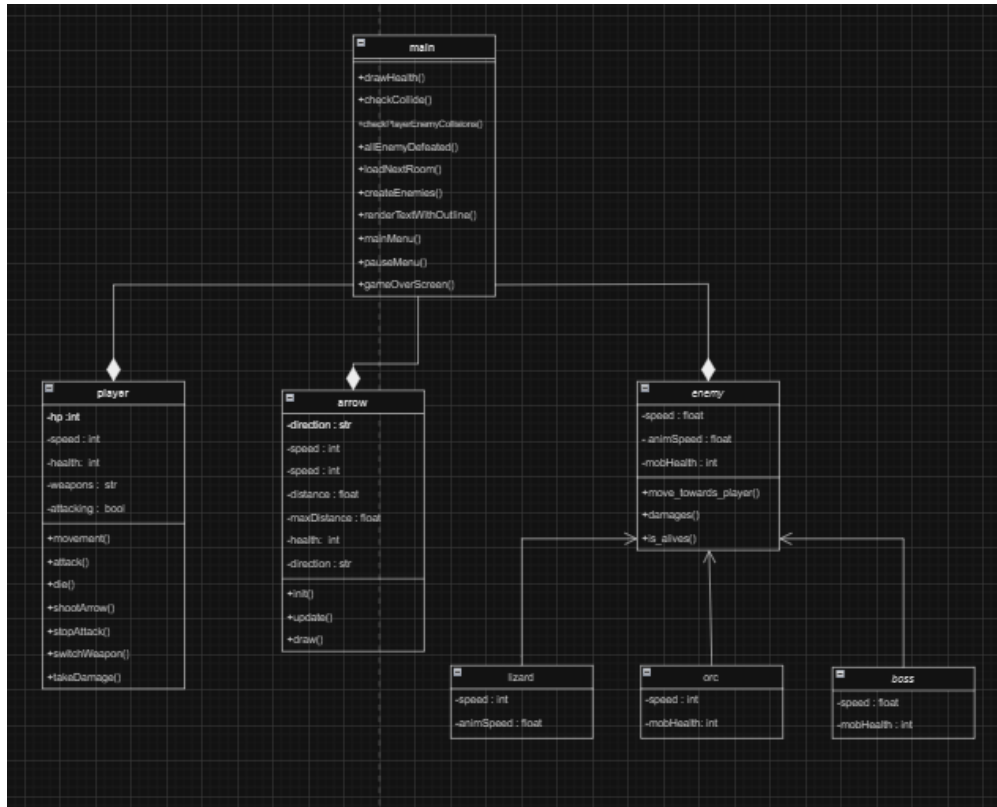 main
+drawHealth()
+checkCollide()
+checkPlayerEnemyCollisions()
+allEnemyDefeated()
+loadNextRoom()
+createEnemies()
+renderTextWithOutline()
+mainMenu()
+pauseMenu()
+gameOverScreen()
player
-hp :int
-speed : int
-health: int
-weapons : str
-attacking : bool
+movement()
+attack()
+die()
+shootArrow()
+stopAttack()
+switchWeapon()
+takeDamage()
arrow
-direction : str
-speed : int
-speed : int
-distance : float
-maxDistance : float
-health: int
-direction : str
+init()
+update()
+draw()
enemy
-speed : float
- animSpeed : float
-mobHealth : int
+move_towards_player()
+damages()
+is_alives()
lizard
-speed : int
-animSpeed : float
orc
-speed : int
-mobHealth: int
boss
-speed : float
-mobHealth : int